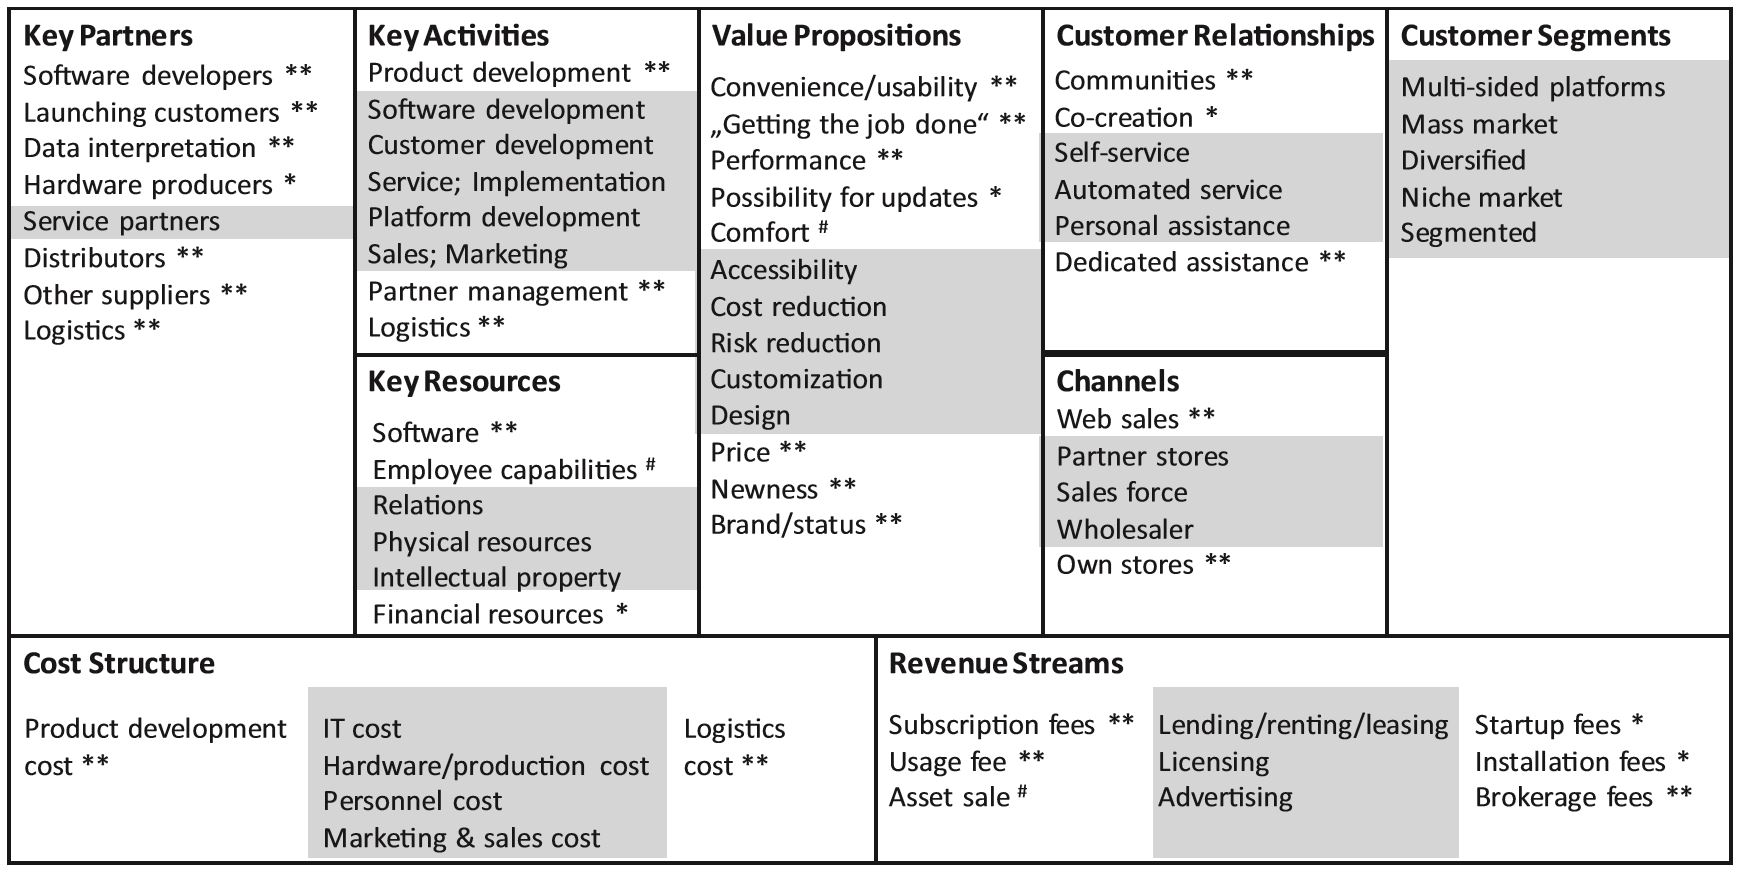 Key Partners
Software developers **
Launching customers **
Data interpretation **
Hardware producers *
Service partners
Distributors **
Other suppliers **
Logistics **
Key Activities
Product development **
Software development
Customer development
Service; Implementation
Platform development
Sales; Marketing
Partner management **
Logistics **
Key Resources
Software **
Employee capabilities #
Relations
Physical resources
Intellectual property
Financial resources *
Value Propositions
Convenience/usability **
„Getting the job done“ **
Performance **
Possibility for updates *
Comfort #
Accessibility
Cost reduction
Risk reduction
Customization
Design
Price **
Newness **
Brand/status **
Customer Relationships
Communities **
Co-creation *
Self-service
Automated service
Personal assistance
Dedicated assistance **
Channels
Web sales **
Partner stores
Sales force
Wholesaler
Own stores **
Customer Segments
Multi-sided platforms
Mass market
Diversified
Niche market
Segmented
Cost Structure
Product development
cost **
IT cost
Hardware/production cost
Personnel cost
Marketing & sales cost
Logistics
cost **
Revenue Streams
Subscription fees **
Usage fee **
Asset sale #
Lending/renting/leasing
Licensing
Advertising
Startup fees *
Installation fees *
Brokerage fees **